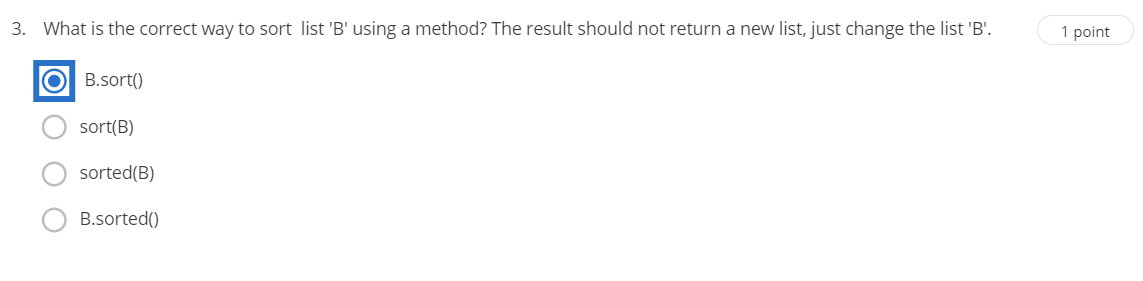 3. What is the correct way to sort  list 'B' using a method? The result should not return a new list, just change the list 'B'.
1 point
B.sort()
sort(B)
sorted(B)
B.sorted()